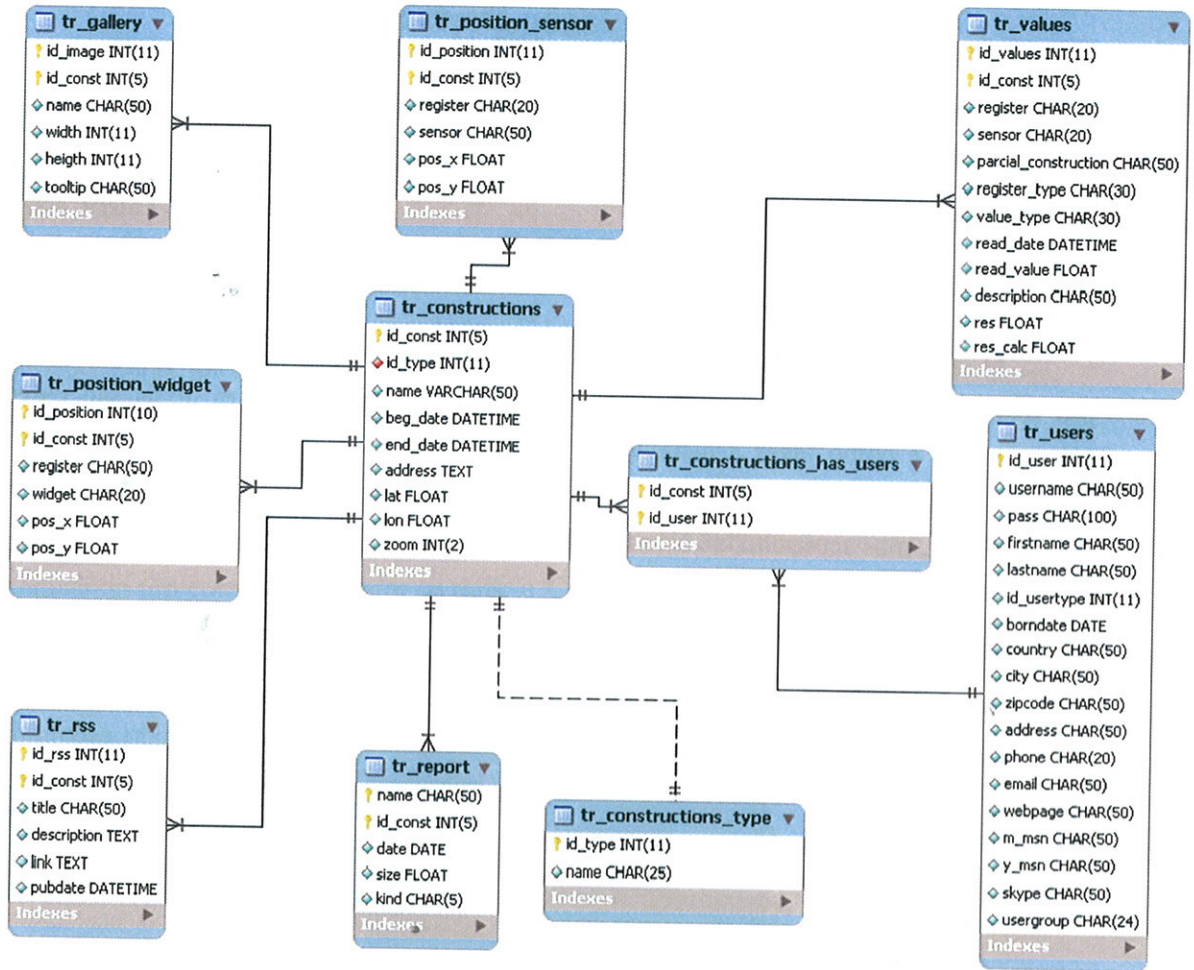 tr_gallery
id_image INT(11)
id_const INT(5)
name CHAR(50)
width INT(11)
heigth INT(11)
tooltip CHAR(50)
Indexes
tr_position_sensor
id_position INT(11)
id_const INT(5)
register CHAR(20)
sensor CHAR(50)
pos_x FLOAT
pos_y FLOAT
Indexes
tr_values
id_values INT(11)
id_const INT(5)
register CHAR(20)
sensor CHAR(20)
parcial_construction CHAR(50)
register_type CHAR(30)
value_type CHAR(30)
read_date DATETIME
read_value FLOAT
description CHAR(50)
res FLOAT
res_calc FLOAT
Indexes
tr_constructions
id_const INT(5)
id_type INT(11)
name VARCHAR(50)
beg_date DATETIME
end_date DATETIME
address TEXT
lat FLOAT
lon FLOAT
zoom INT(2)
Indexes
tr_position_widget
id_position INT(10)
id_const INT(5)
register CHAR(50)
widget CHAR(20)
pos_x FLOAT
pos_y FLOAT
Indexes
tr_constructions_has_users
id_const INT(5)
id_user INT(11)
Indexes
tr_users
id_user INT(11)
username CHAR(50)
pass CHAR(100)
firstname CHAR(50)
lastname CHAR(50)
id_usertype INT(11)
borndate DATE
country CHAR(50)
city CHAR(50)
zipcode CHAR(50)
address CHAR(50)
phone CHAR(20)
email CHAR(50)
webpage CHAR(50)
m_msn CHAR(50)
y_msn CHAR(50)
skype CHAR(50)
usergroup CHAR(24)
Indexes
tr_rss
id_rss INT(11)
id_const INT(5)
title CHAR(50)
description TEXT
link TEXT
pubdate DATETIME
Indexes
tr_report
name CHAR(50)
id_const INT(5)
date DATE
size FLOAT
kind CHAR(5)
Indexes
tr_constructions_type
id_type INT(11)
name CHAR(25)
Indexes